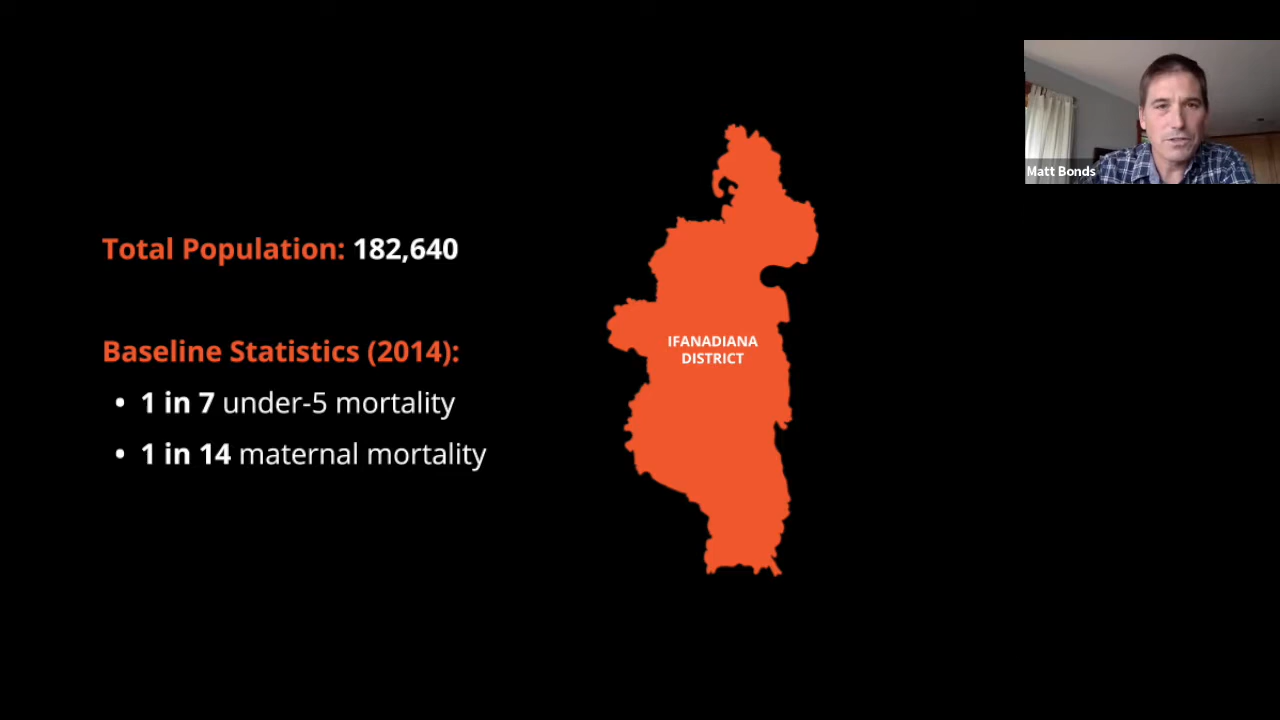 Matt Bonds
Total Population: 182,640
IFANADIANA
DISTRICT
Baseline Statistics (2014):
• 1 in 7 under-5 mortality
• 1 in 14 maternal mortality